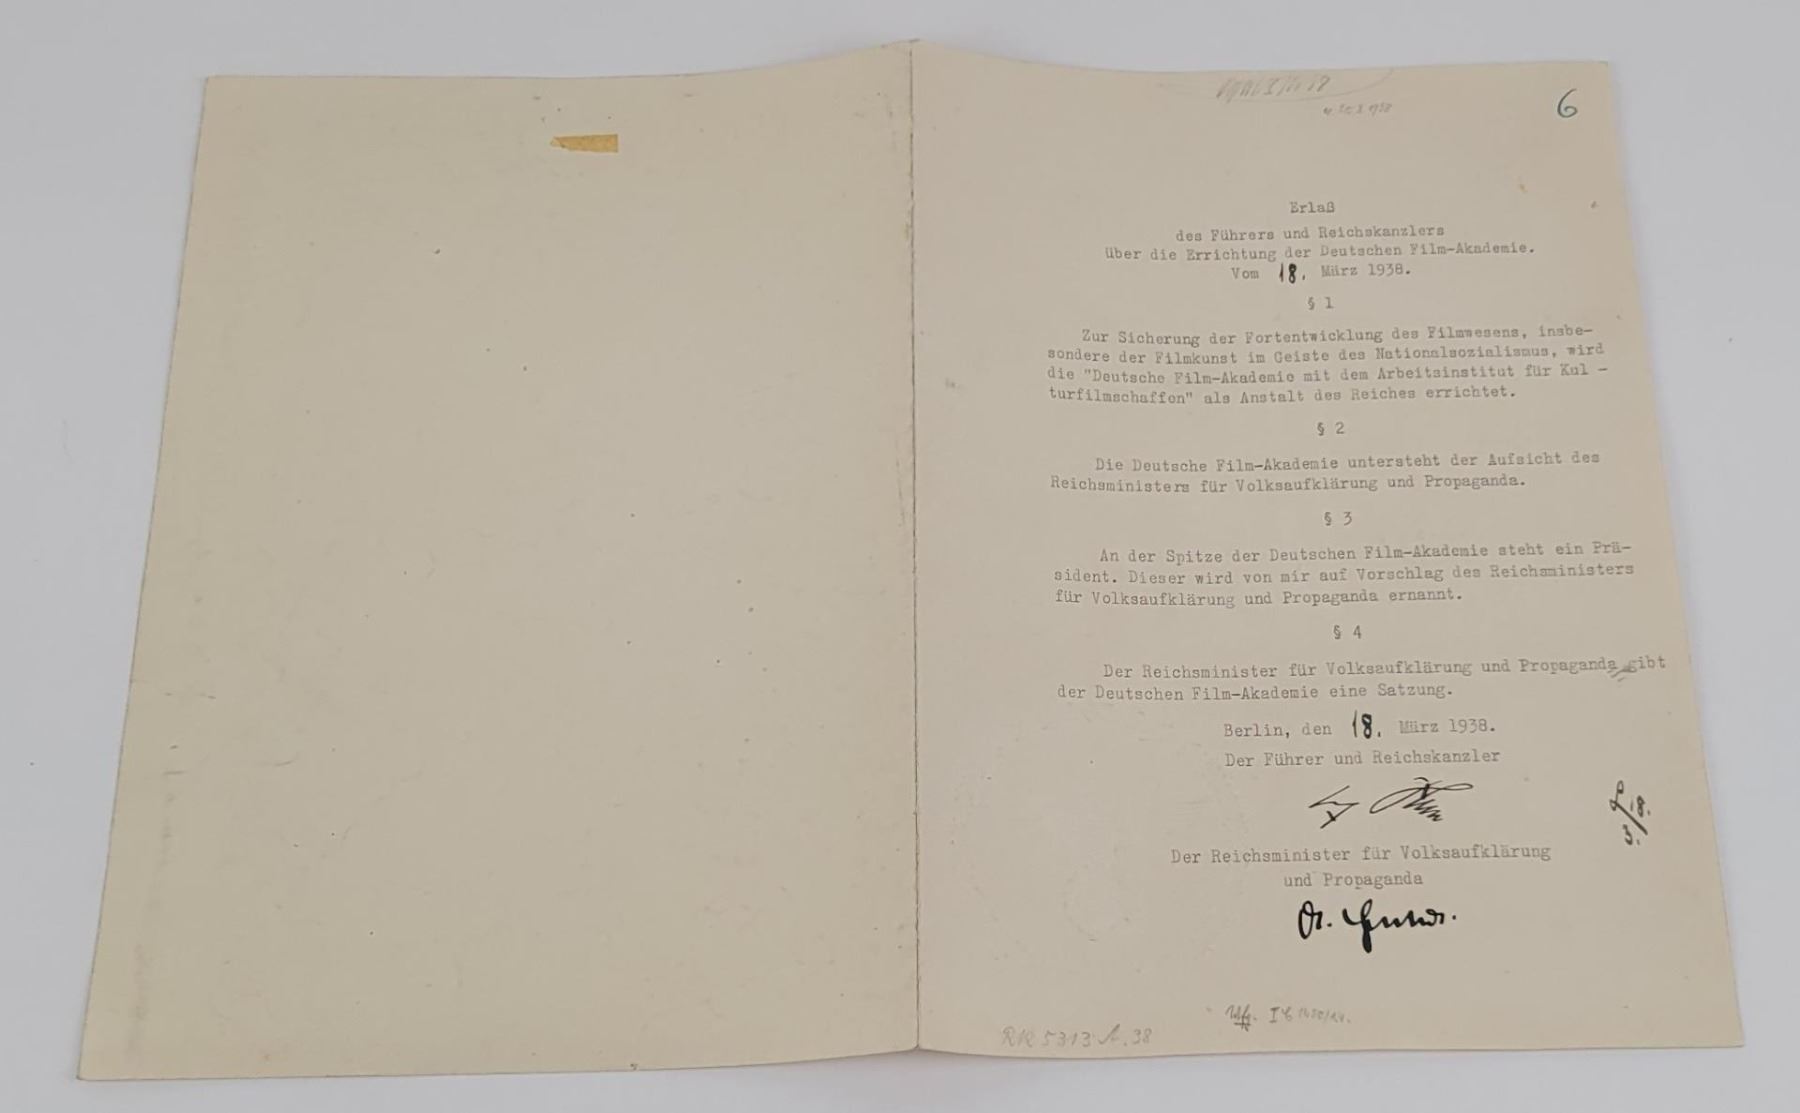 6
Erlaß
des Führers und Reichskanzlers
über die Errichtung der Deutschen Film-Akademie.
Vom 18. März 1938.
§ 1
Zur Sicherung der Fortentwicklung des Filmwesens, insbe-
sondere der Filmkunst im Geiste des Nationalsozialismus, wird
die "Deutsche Film-Akademie mit dem Arbeitsinstitut für Kul -
turfilmschaffen" als Anstalt des Reiches errichtet.
§ 2
Die Deutsche Film-Akademie untersteht der Aufsicht des
Reichsministers für Volksaufklärung und Propaganda.
§ 3
An der Spitze der Deutschen Film-Akademie steht ein Prä-
sident. Dieser wird von mir auf Vorschlag des Reichsministers
für Volksaufklärung und Propaganda ernannt.
§ 4
Der Reichsminister für Volksaufklärung und Propaganda gibt
der Deutschen Film-Akademie eine Satzung.
Berlin, den 18. März 1938.
Der Führer und Reichskanzler
Der Reichsminister für Volksaufklärung
und Propaganda
Dr.
RK 5313 A.38